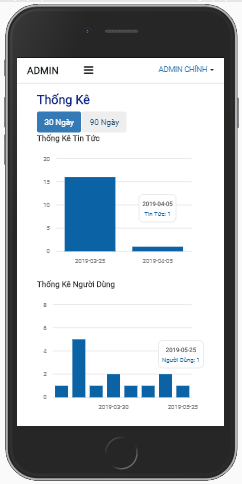 ADMIN
ADMIN CHÍNH
Thống Kê
30 Ngày
90 Ngày
Thống Kê Tin Tức
20
15
10
5
0
2019-04-05
Tin Tức: 1
2019-03-25
2019-04-05
Thống Kê Người Dùng
8
6
4
2
0
2019-05-25
Người Dùng: 1
2019-03-30
2019-05-25